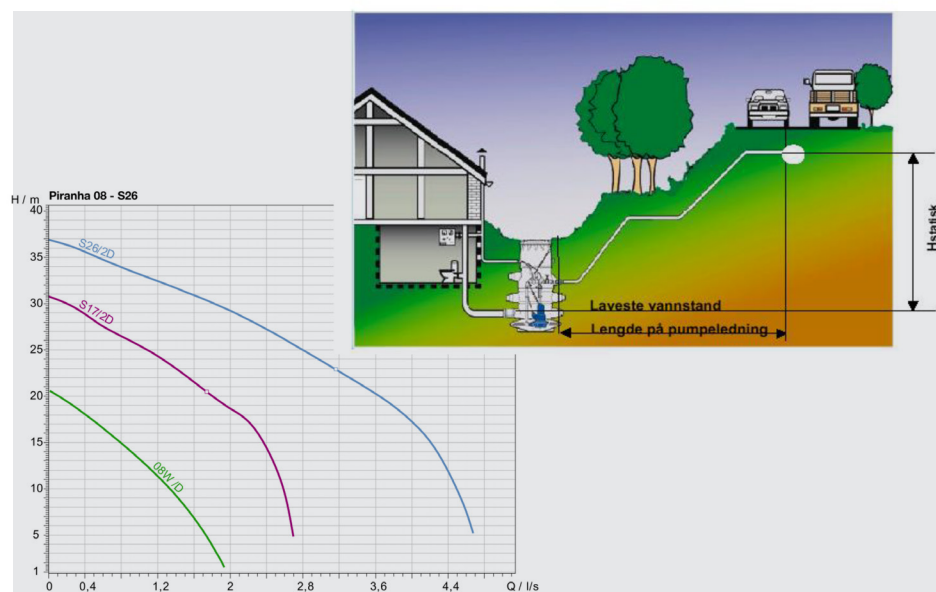 Piranha 08 - S26
H / m
40
35
30
25
20
15
10
5
1
S26/2D
S17/2D
08W /D
0
0,4
1,2
2
2,8
3,6
4,4
Q / l/s
Laveste vannstand
Lengde på pumpeledning
Hstatisk